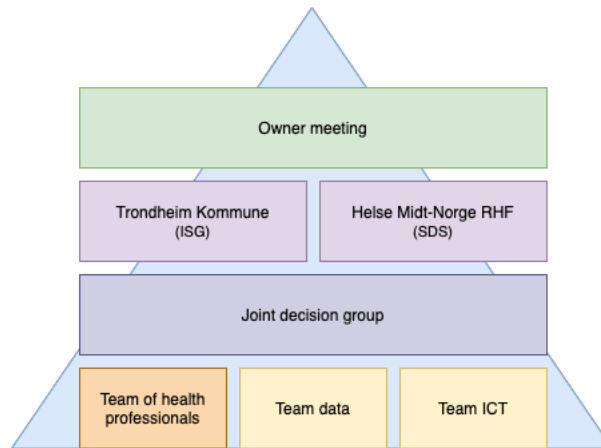 Owner meeting
Trondheim Kommune
(ISG)
Helse Midt-Norge RHF
(SDS)
Joint decision group
Team of health
professionals
Team data
Team ICT